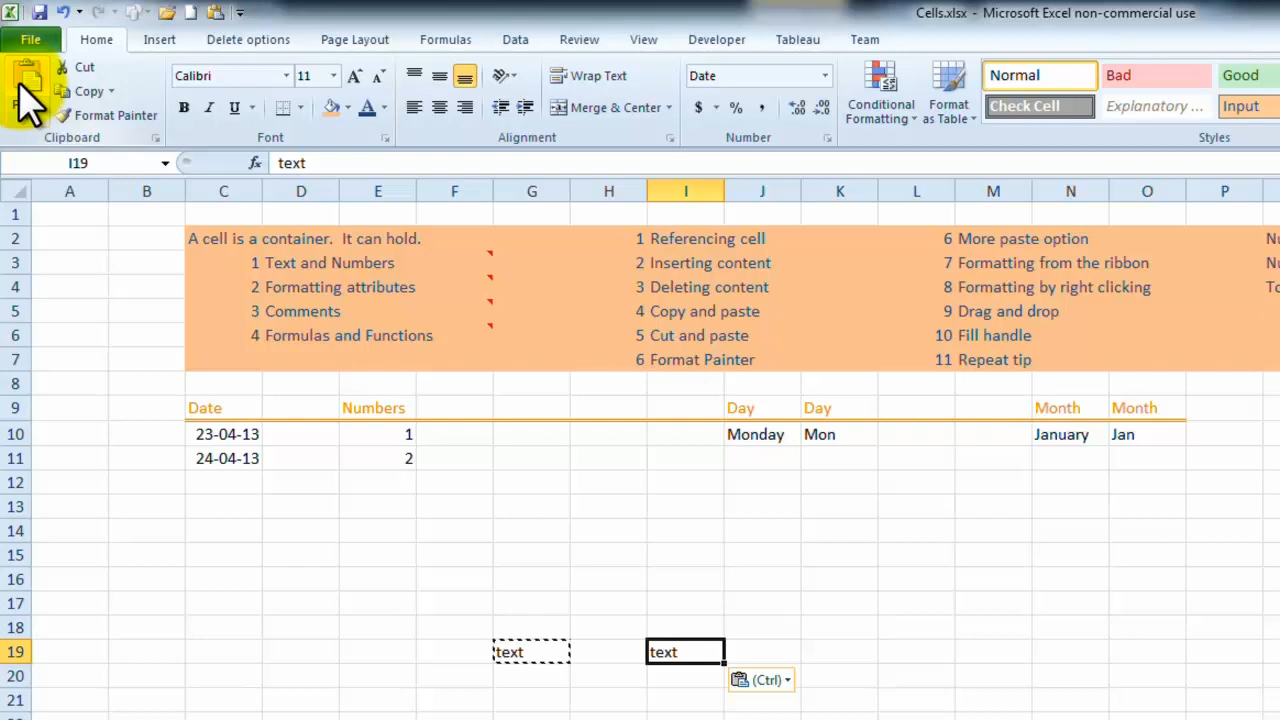 Cells.xlsx - Microsoft Excel non-commercial use
File Home Insert Delete options Page Layout Formulas Data Review View Developer Tableau Team
Cut Calibri 11 Wrap Text Date Normal Bad Good
Copy B I U A Merge & Center $ % , Conditional Formatting Format as Table Check Cell Explanatory ... Input
Format Painter
Clipboard Font Alignment Number Styles
I19 fx text
A B C D E F G H I J K L M N O P
1
2 A cell is a container. It can hold. 1 Referencing cell 6 More paste option
3 1 Text and Numbers 2 Inserting content 7 Formatting from the ribbon
4 2 Formatting attributes 3 Deleting content 8 Formatting by right clicking
5 3 Comments 4 Copy and paste 9 Drag and drop
6 4 Formulas and Functions 5 Cut and paste 10 Fill handle
7 6 Format Painter 11 Repeat tip
8
9 Date Numbers Day Day Month Month
10 23-04-13 1 Monday Mon January Jan
11 24-04-13 2
12
13
14
15
16
17
18
19 text text
20 (Ctrl)
21